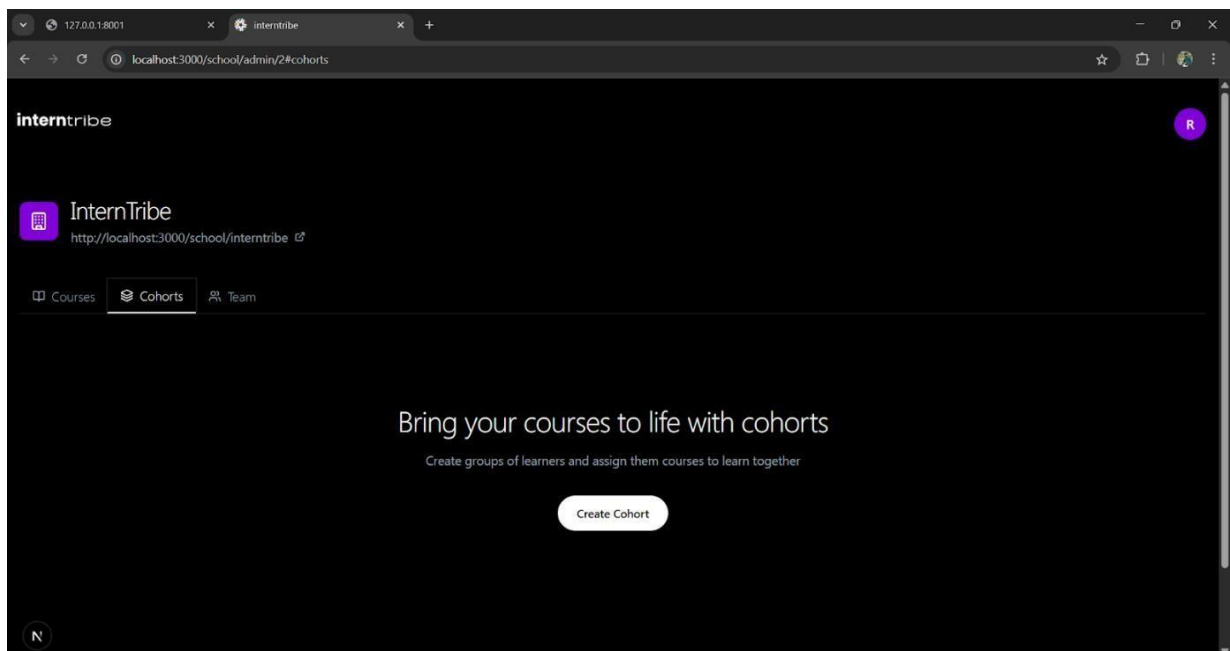 127.0.0.1:8001
interntribe
localhost:3000/school/admin/2#cohorts
interntribe
R
InternTribe
http://localhost:3000/school/interntribe
Courses
Cohorts
Team
Bring your courses to life with cohorts
Create groups of learners and assign them courses to learn together
Create Cohort
N